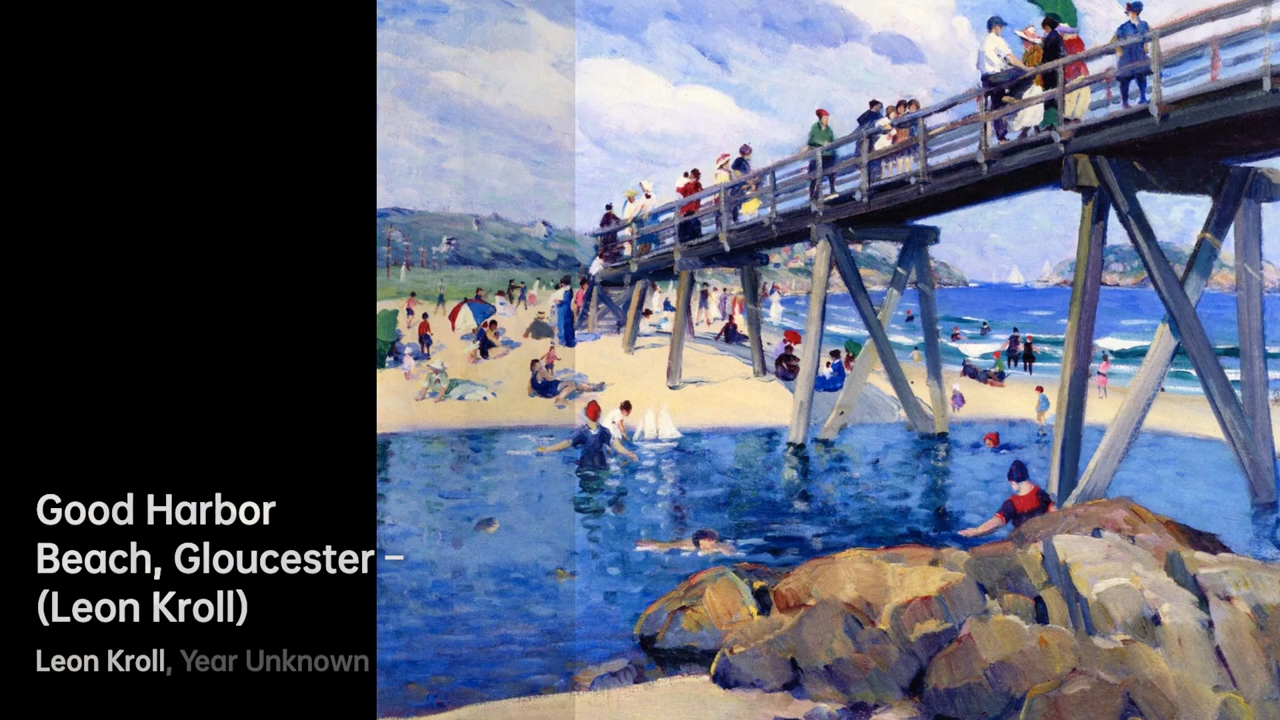 Good Harbor
Beach, Gloucester –
(Leon Kroll)
Leon Kroll, Year Unknown